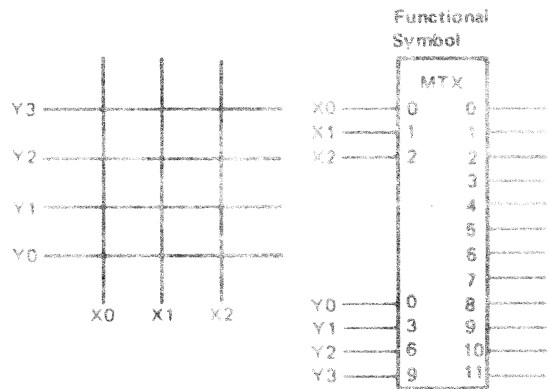 Functional
Symbol
MTX
Y3
Y2
Y1
Y0
X0 X1 X2
X0 0 0
X1 1 1
X2 2 2
3
4
5
6
7
Y0 0 8
Y1 3 9
Y2 6 10
Y3 9 11